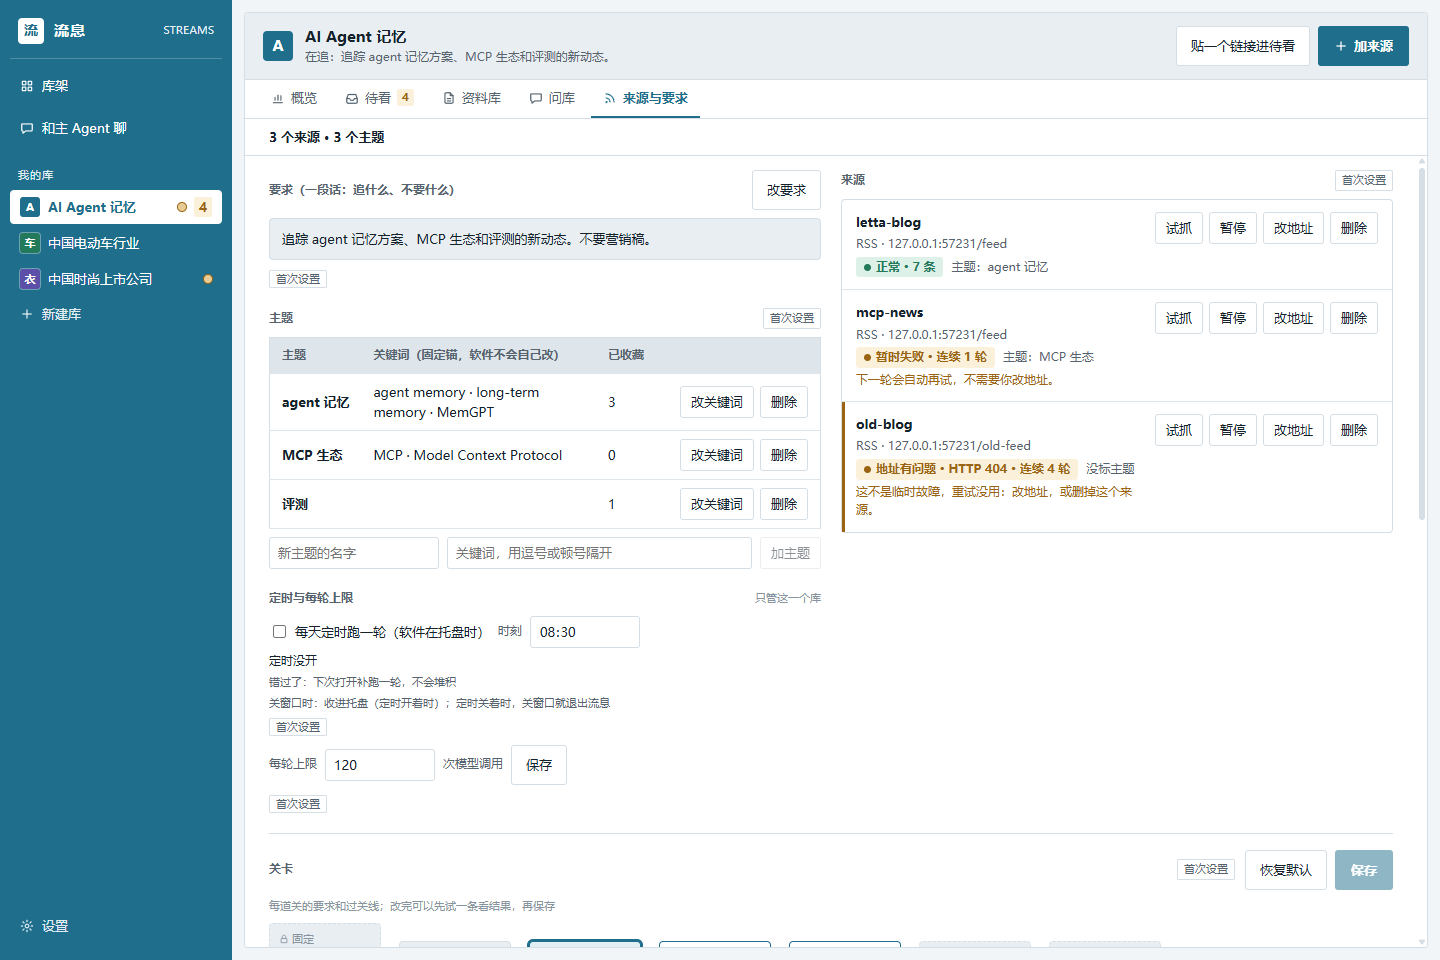 流 流息 STREAMS
库架
和主 Agent 聊
我的库
A AI Agent 记忆 4
车 中国电动车行业
衣 中国时尚上市公司
新建库
设置
A AI Agent 记忆
在追：追踪 agent 记忆方案、MCP 生态和评测的新动态。
贴一个链接进待看 加来源
概览 待看 4 资料库 问库 来源与要求
3 个来源 • 3 个主题
要求（一段话：追什么、不要什么） 改要求
追踪 agent 记忆方案、MCP 生态和评测的新动态。不要营销稿。
首次设置
主题 首次设置
主题 关键词（固定锚，软件不会自己改） 已收藏
agent 记忆 agent memory · long-term memory · MemGPT 3 改关键词 删除
MCP 生态 MCP · Model Context Protocol 0 改关键词 删除
评测 1 改关键词 删除
新主题的名字 关键词，用逗号或顿号隔开 加主题
定时与每轮上限 只管这一个库
每天定时跑一轮（软件在托盘时） 时刻 08:30
定时没开
错过了：下次打开补跑一轮，不会堆积
关窗口时：收进托盘（定时开着时）；定时关着时，关窗口就退出流息
首次设置
每轮上限 120 次模型调用 保存
首次设置
来源 首次设置
letta-blog 试抓 暂停 改地址 删除
RSS · 127.0.0.1:57231/feed
正常 • 7 条 主题：agent 记忆
mcp-news 试抓 暂停 改地址 删除
RSS · 127.0.0.1:57231/feed
暂时失败 • 连续 1 轮 主题：MCP 生态
下一轮会自动再试，不需要你改地址。
old-blog 试抓 暂停 改地址 删除
RSS · 127.0.0.1:57231/old-feed
地址有问题 • HTTP 404 • 连续 4 轮 没标主题
这不是临时故障，重试没用：改地址，或删掉这个来
源。
关卡 首次设置 恢复默认 保存
每道关的要求和过关线；改完可以先试一条看结果，再保存
固定